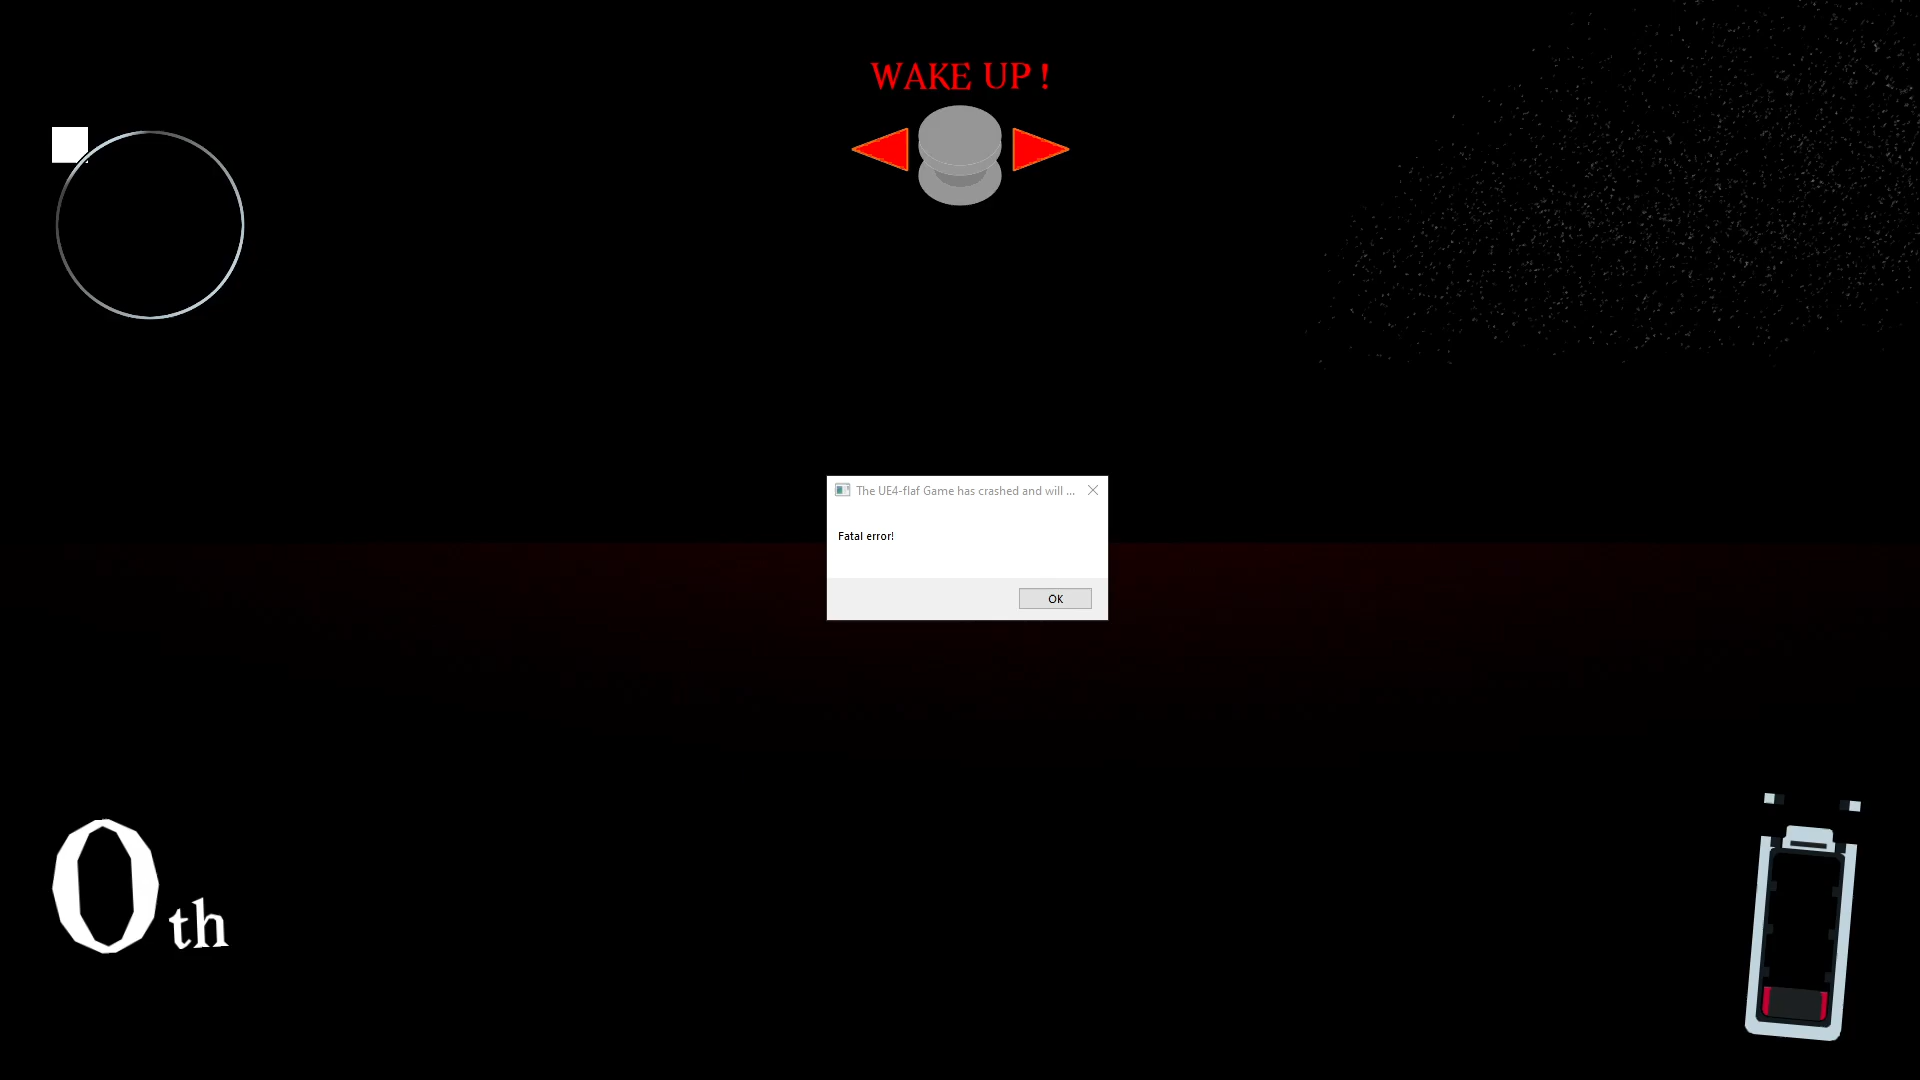 WAKE UP !
The UE4-flaf Game has crashed and will ...
Fatal error!
OK
0th